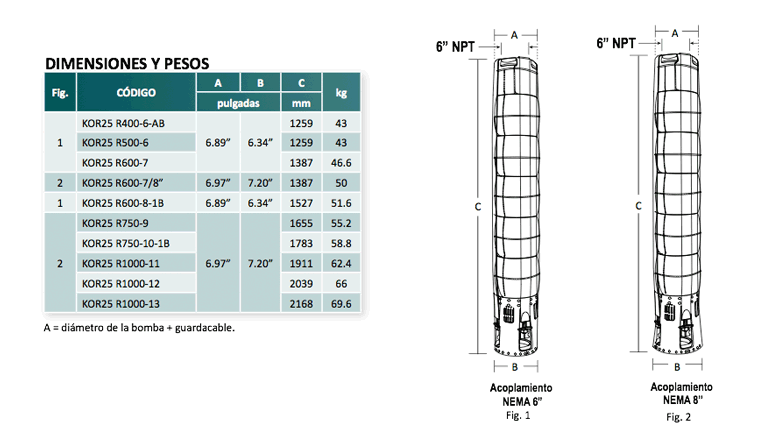 DIMENSIONES Y PESOS
Fig. CÓDIGO A B C kg
pulgadas mm
KOR25 R400-6-AB 1259 43
1 KOR25 R500-6 6.89” 6.34” 1259 43
KOR25 R600-7 1387 46.6
2 KOR25 R600-7/8” 6.97” 7.20” 1387 50
1 KOR25 R600-8-1B 6.89” 6.34” 1527 51.6
KOR25 R750-9 1655 55.2
KOR25 R750-10-1B 1783 58.8
2 KOR25 R1000-11 6.97” 7.20” 1911 62.4
KOR25 R1000-12 2039 66
KOR25 R1000-13 2168 69.6
A = diámetro de la bomba + guardacable.
A
6” NPT
C
B
Acoplamiento
NEMA 6”
Fig. 1
A
6” NPT
C
B
Acoplamiento
NEMA 8”
Fig. 2